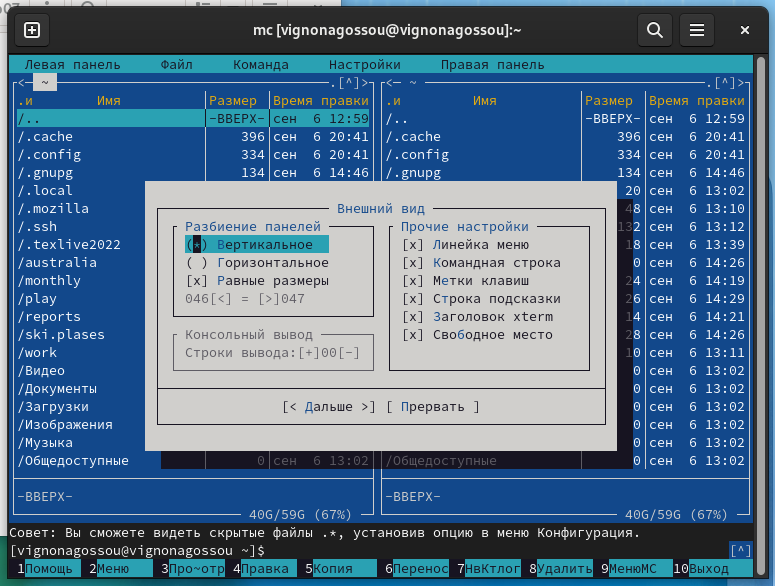 mc [vignonagossou@vignonagossou]:~
Левая панель Файл Команда Настройки Правая панель
<─ ~ .[^]> <─ ~ .[^]>
.и Имя Размер Время правки .и Имя Размер Время правки
/.. -ВВЕРХ- сен 6 12:59 /.. -ВВЕРХ- сен 6 12:59
/.cache 396 сен 6 20:41 /.cache 396 сен 6 20:41
/.config 334 сен 6 20:41 /.config 334 сен 6 20:41
/.gnupg 134 сен 6 14:46 /.gnupg 134 сен 6 14:46
/.local 20 сен 6 13:02
/.mozilla Внешний вид 48 сен 6 13:10
/.ssh Разбиение панелей Прочие настройки 132 сен 6 13:12
/.texlive2022 (*) Вертикальное [x] Линейка меню 18 сен 6 13:39
/australia ( ) Горизонтальное [x] Командная строка 0 сен 6 14:26
/monthly [x] Равные размеры [x] Метки клавиш 24 сен 6 14:19
/play 046[<] = [>]047 [x] Строка подсказки 26 сен 6 14:29
/reports [x] Заголовок xterm 14 сен 6 14:21
/ski.plases Консольный вывод [x] Свободное место 28 сен 6 14:26
/work Строки вывода:[+]00[-] 10 сен 6 13:11
/Видео 0 сен 6 13:02
/Документы 0 сен 6 13:02
/Загрузки [< Дальше >] [ Прервать ] 0 сен 6 13:02
/Изображения 0 сен 6 13:02
/Музыка 0 сен 6 13:02
/Общедоступные 0 сен 6 13:02 /Общедоступные 0 сен 6 13:02
-ВВЕРХ- -ВВЕРХ-
40G/59G (67%) 40G/59G (67%)
Совет: Вы сможете видеть скрытые файлы .*, установив опцию в меню Конфигурация.
[vignonagossou@vignonagossou ~]$ [^]
1Помощь 2Меню 3Про~отр 4Правка 5Копия 6Перенос 7НвКтлог 8Удалить 9МенюMC 10Выход